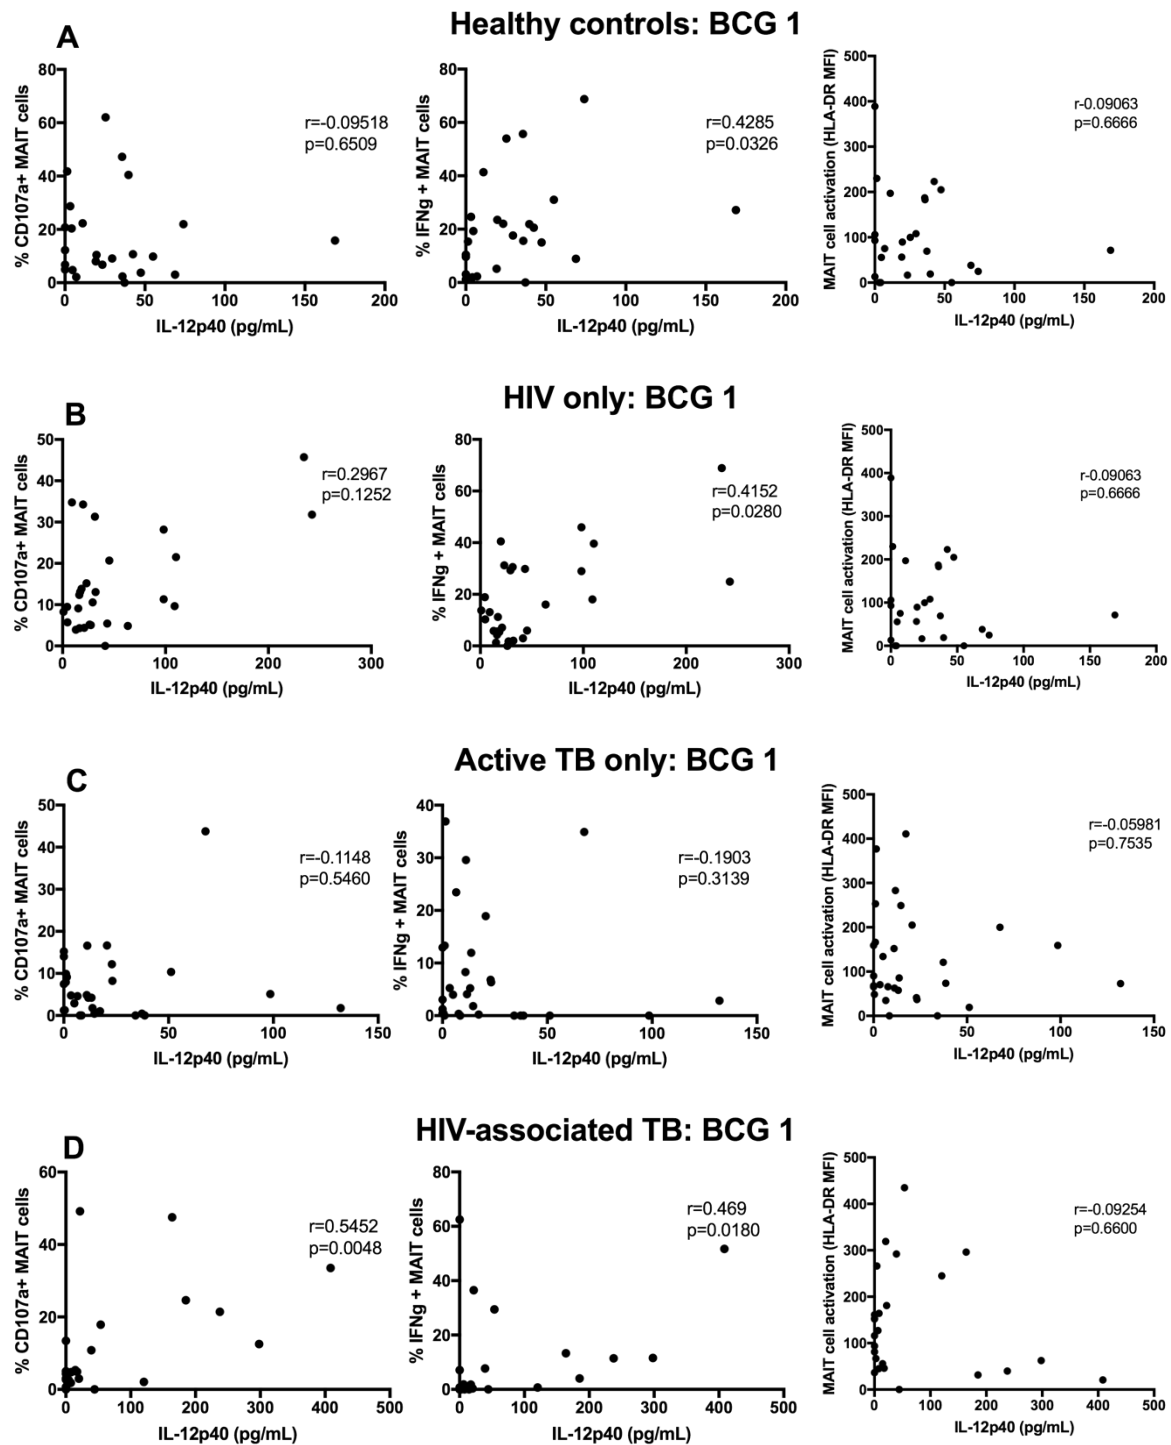 A
Healthy controls: BCG 1
% CD107a+ MAIT cells
80
60
40
20
0
0 50 100 150 200
IL-12p40 (pg/mL)
r=-0.09518
p=0.6509
% IFNg + MAIT cells
80
60
40
20
0
0 50 100 150 200
IL-12p40 (pg/mL)
r=0.4285
p=0.0326
MAIT cell activation (HLA-DR MFI)
500
400
300
200
100
0
0 50 100 150 200
IL-12p40 (pg/mL)
r-0.09063
p=0.6666
B
HIV only: BCG 1
% CD107a+ MAIT cells
50
40
30
20
10
0
0 100 200 300
IL-12p40 (pg/mL)
r=0.2967
p=0.1252
% IFNg + MAIT cells
80
60
40
20
0
0 100 200 300
IL-12p40 (pg/mL)
r=0.4152
p=0.0280
MAIT cell activation (HLA-DR MFI)
500
400
300
200
100
0
0 50 100 150 200
IL-12p40 (pg/mL)
r-0.09063
p=0.6666
C
Active TB only: BCG 1
% CD107a+ MAIT cells
50
40
30
20
10
0
0 50 100 150
IL-12p40 (pg/mL)
r=-0.1148
p=0.5460
% IFNg + MAIT cells
40
30
20
10
0
0 50 100 150
IL-12p40 (pg/mL)
r=-0.1903
p=0.3139
MAIT cell activation (HLA-DR MFI)
500
400
300
200
100
0
0 50 100 150
IL-12p40 (pg/mL)
r=-0.05981
p=0.7535
D
HIV-associated TB: BCG 1
% CD107a+ MAIT cells
60
40
20
0
0 100 200 300 400 500
IL-12p40 (pg/mL)
r=0.5452
p=0.0048
% IFNg + MAIT cells
80
60
40
20
0
0 100 200 300 400 500
IL-12p40 (pg/mL)
r=0.469
p=0.0180
MAIT cell activation (HLA-DR MFI)
500
400
300
200
100
0
0 100 200 300 400 500
IL-12p40 (pg/mL)
r=-0.09254
p=0.6600